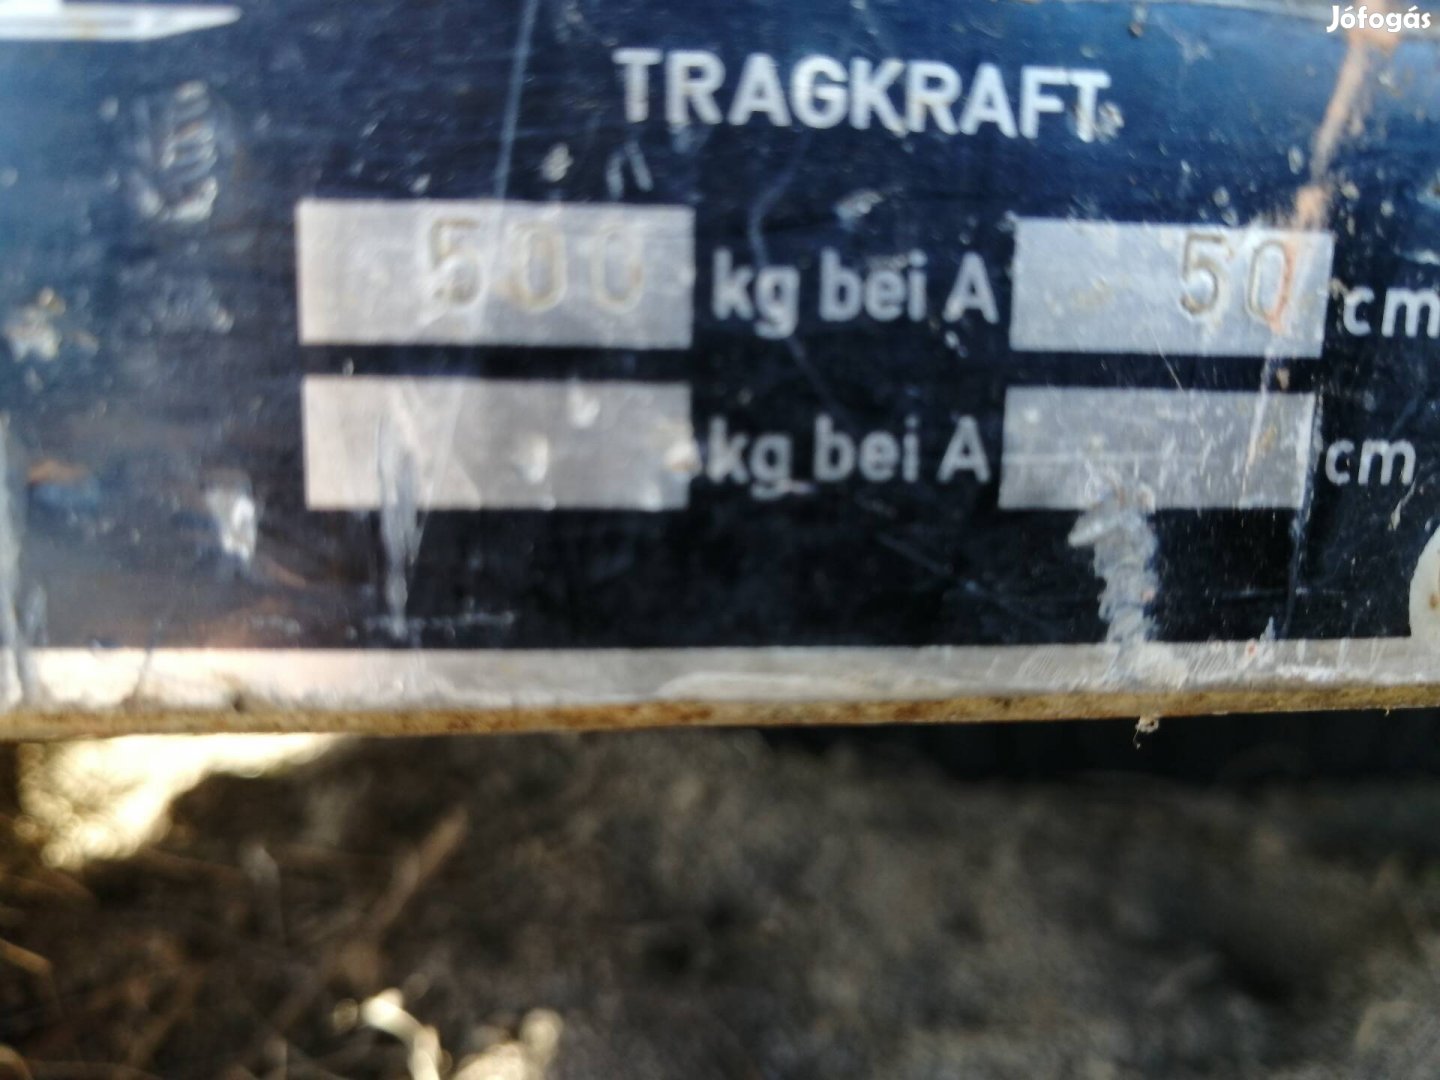 Jófogás
TRAGKRAFT
500 kg bei A 50 cm
kg bei A cm